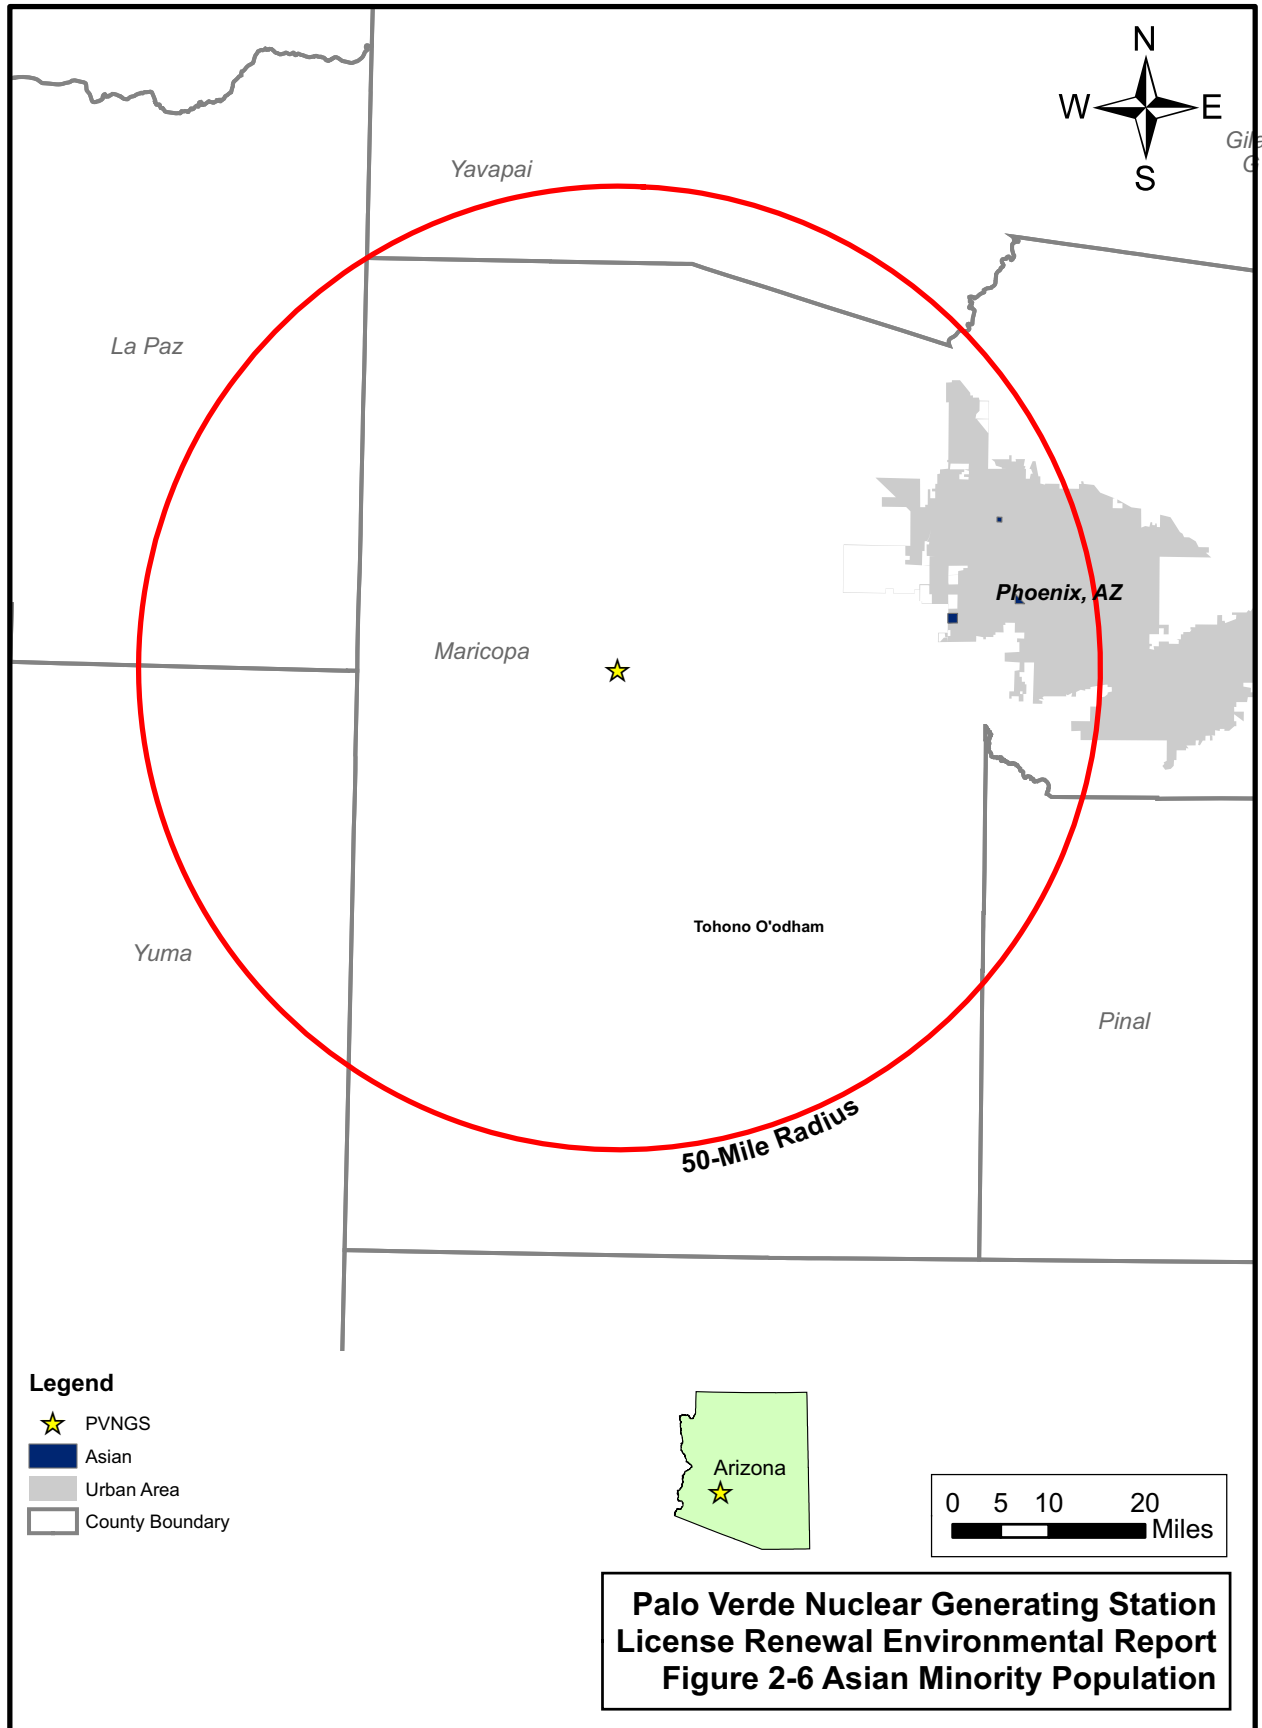 N
W E
S
Gila
G
Yavapai
La Paz
Phoenix, AZ
Maricopa
Tohono O'odham
Yuma
Pinal
50-Mile Radius
Legend
PVNGS
Asian
Urban Area
County Boundary
Arizona
0 5 10 20
Miles
Palo Verde Nuclear Generating Station
License Renewal Environmental Report
Figure 2-6 Asian Minority Population